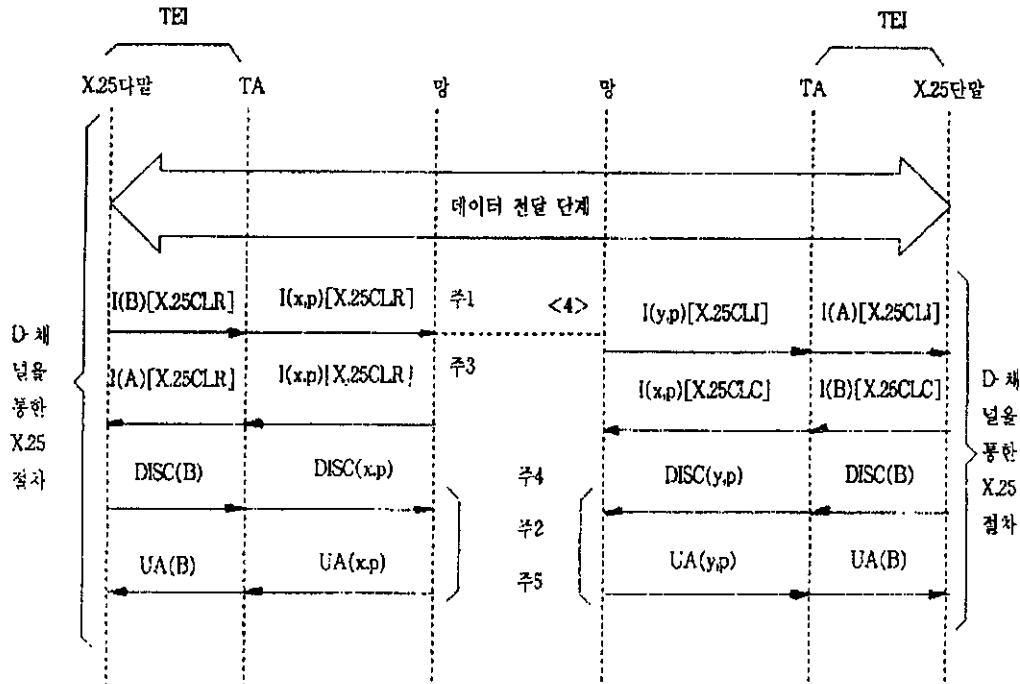 TEI TEI
X.25다말 TA 망 망 TA X.25단말
데이터 전달 단계
I(B)[X.25CLR] I(x,p)[X.25CLR] 주1 <4> I(y,p)[X.25CLI] I(A)[X.25CLI]
I(A)[X.25CLR] I(x,p)[X.25CLR] 주3 I(x,p)[X.25CLC] I(B)[X.25CLC]
DISC(B) DISC(x,p) 주4 DISC(y,p) DISC(B)
주2
UA(B) UA(x,p) 주5 UA(y,p) UA(B)
D-채
널을
통한
X.25
절차
D-채
널을
통한
X.25
절차